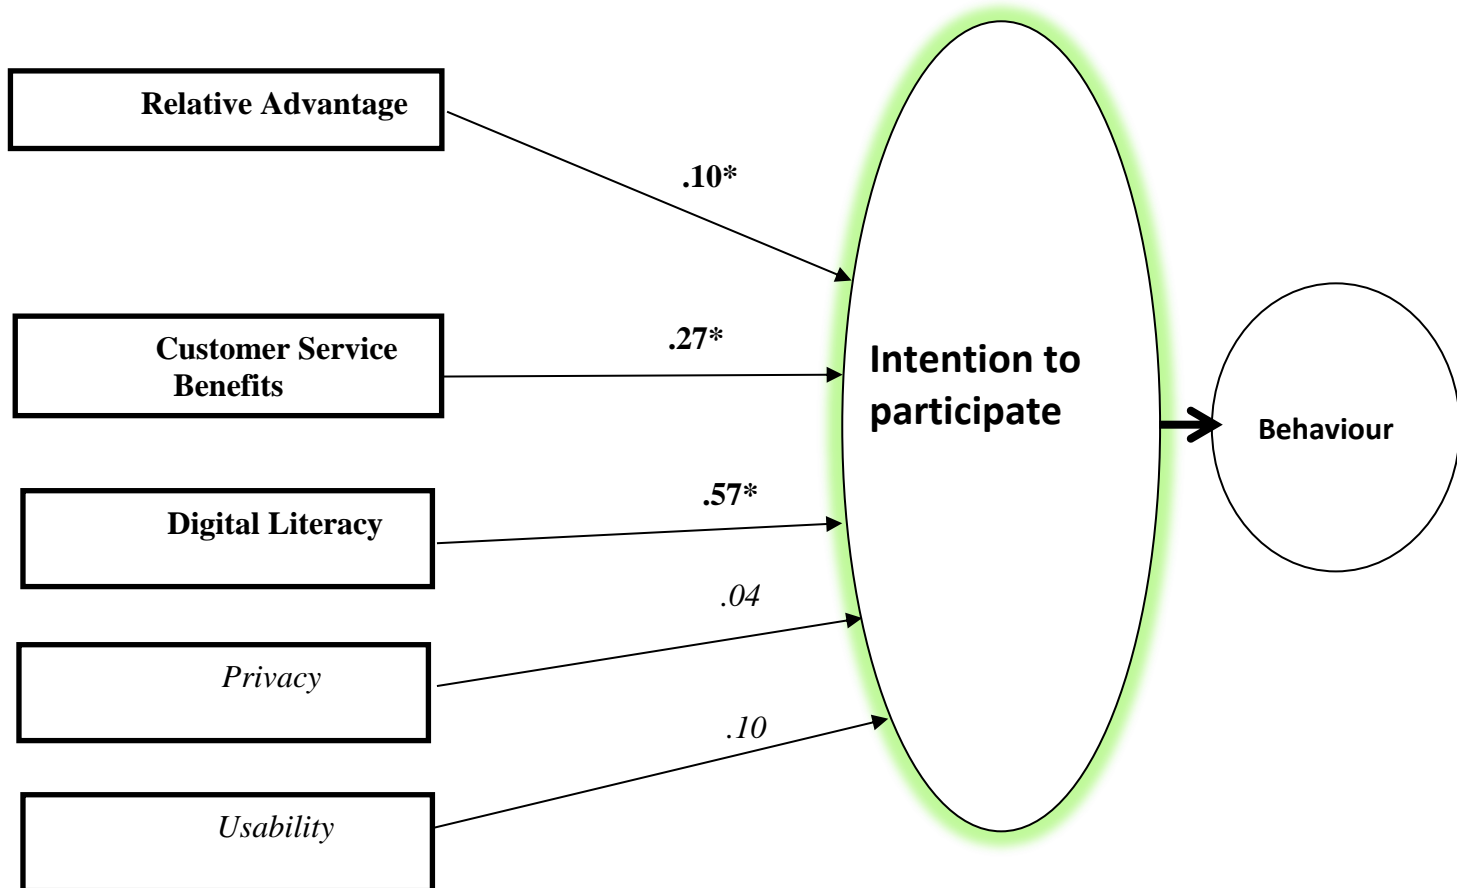 Relative Advantage
.10*
Customer Service
Benefits
.27*
Digital Literacy
.57*
Privacy
.04
Usability
.10
Intention to
participate
Behaviour